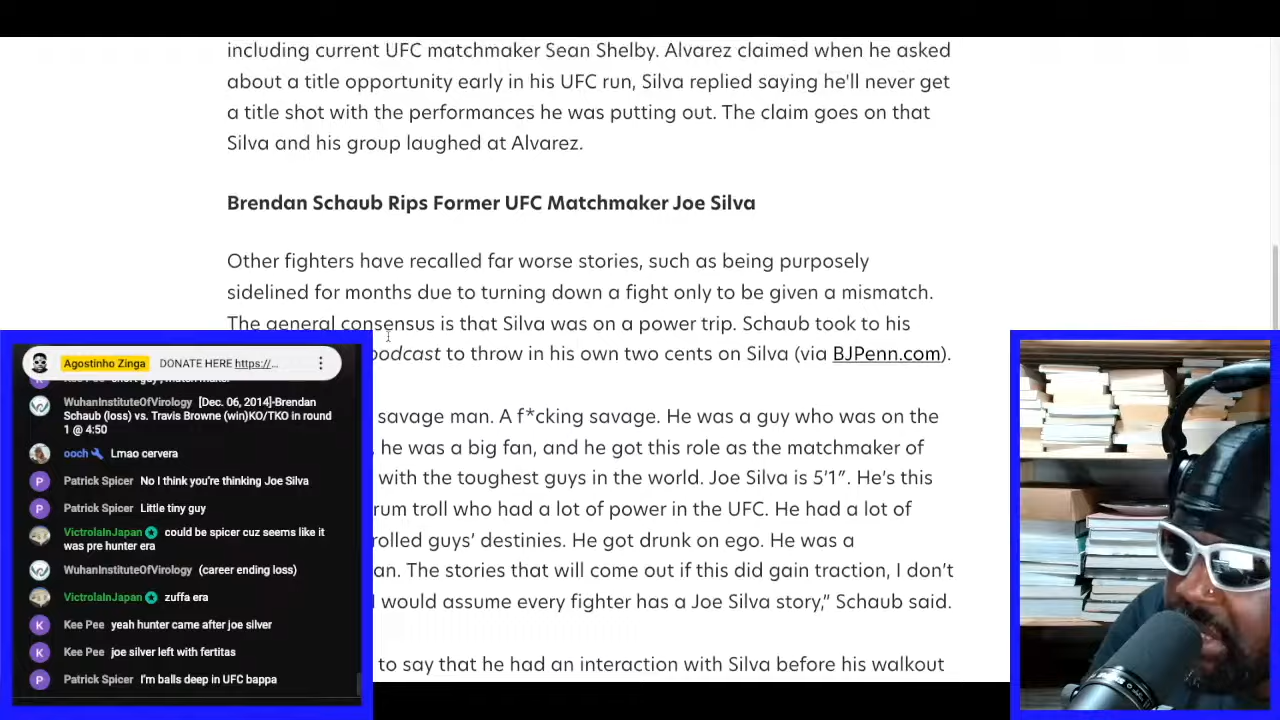 including current UFC matchmaker Sean Shelby. Alvarez claimed when he asked
about a title opportunity early in his UFC run, Silva replied saying he'll never get
a title shot with the performances he was putting out. The claim goes on that
Silva and his group laughed at Alvarez.
Brendan Schaub Rips Former UFC Matchmaker Joe Silva
Other fighters have recalled far worse stories, such as being purposely
sidelined for months due to turning down a fight only to be given a mismatch.
The general consensus is that Silva was on a power trip. Schaub took to his
podcast to throw in his own two cents on Silva (via BJPenn.com).
savage man. A f*cking savage. He was a guy who was on the
, he was a big fan, and he got this role as the matchmaker of
with the toughest guys in the world. Joe Silva is 5'1”. He's this
rum troll who had a lot of power in the UFC. He had a lot of
rolled guys’ destinies. He got drunk on ego. He was a
an. The stories that will come out if this did gain traction, I don’t
would assume every fighter has a Joe Silva story,” Schaub said.
to say that he had an interaction with Silva before his walkout
Agostinho Zinga DONATE HERE https://...
WuhanInstituteOfVirology [Dec. 06, 2014]-Brendan
Schaub (loss) vs. Travis Browne (win)KO/TKO in round
1 @ 4:50
ooch Lmao cervera
Patrick Spicer No I think you’re thinking Joe Silva
Patrick Spicer Little tiny guy
VictrolaInJapan could be spicer cuz seems like it
was pre hunter era
WuhanInstituteOfVirology (career ending loss)
VictrolaInJapan zuffa era
Kee Pee yeah hunter came after joe silver
Kee Pee joe silver left with fertitas
Patrick Spicer I’m balls deep in UFC bappa